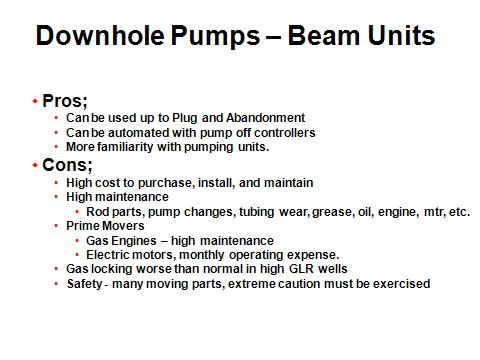 Downhole Pumps – Beam Units
• Pros;
• Can be used up to Plug and Abandonment
• Can be automated with pump off controllers
• More familiarity with pumping units.
• Cons;
• High cost to purchase, install, and maintain
• High maintenance
• Rod parts, pump changes, tubing wear, grease, oil, engine, mtr, etc.
• Prime Movers
• Gas Engines – high maintenance
• Electric motors, monthly operating expense.
• Gas locking worse than normal in high GLR wells
• Safety - many moving parts, extreme caution must be exercised